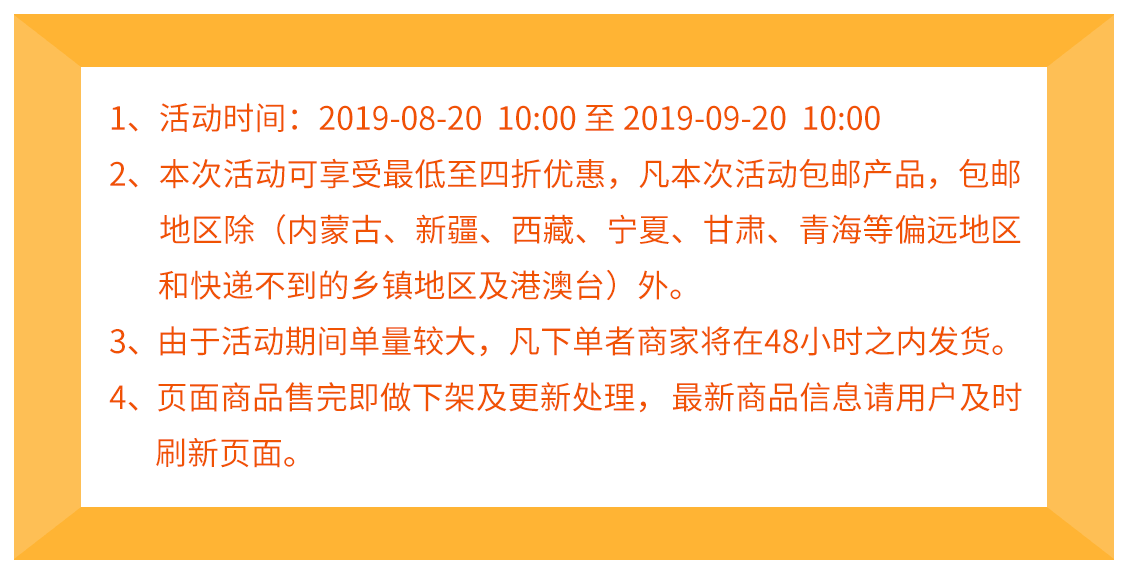 1、活动时间：2019-08-20 10:00 至 2019-09-20 10:00
2、本次活动可享受最低至四折优惠，凡本次活动包邮产品，包邮
地区除（内蒙古、新疆、西藏、宁夏、甘肃、青海等偏远地区
和快递不到的乡镇地区及港澳台）外。
3、由于活动期间单量较大，凡下单者商家将在48小时之内发货。
4、页面商品售完即做下架及更新处理，最新商品信息请用户及时
刷新页面。